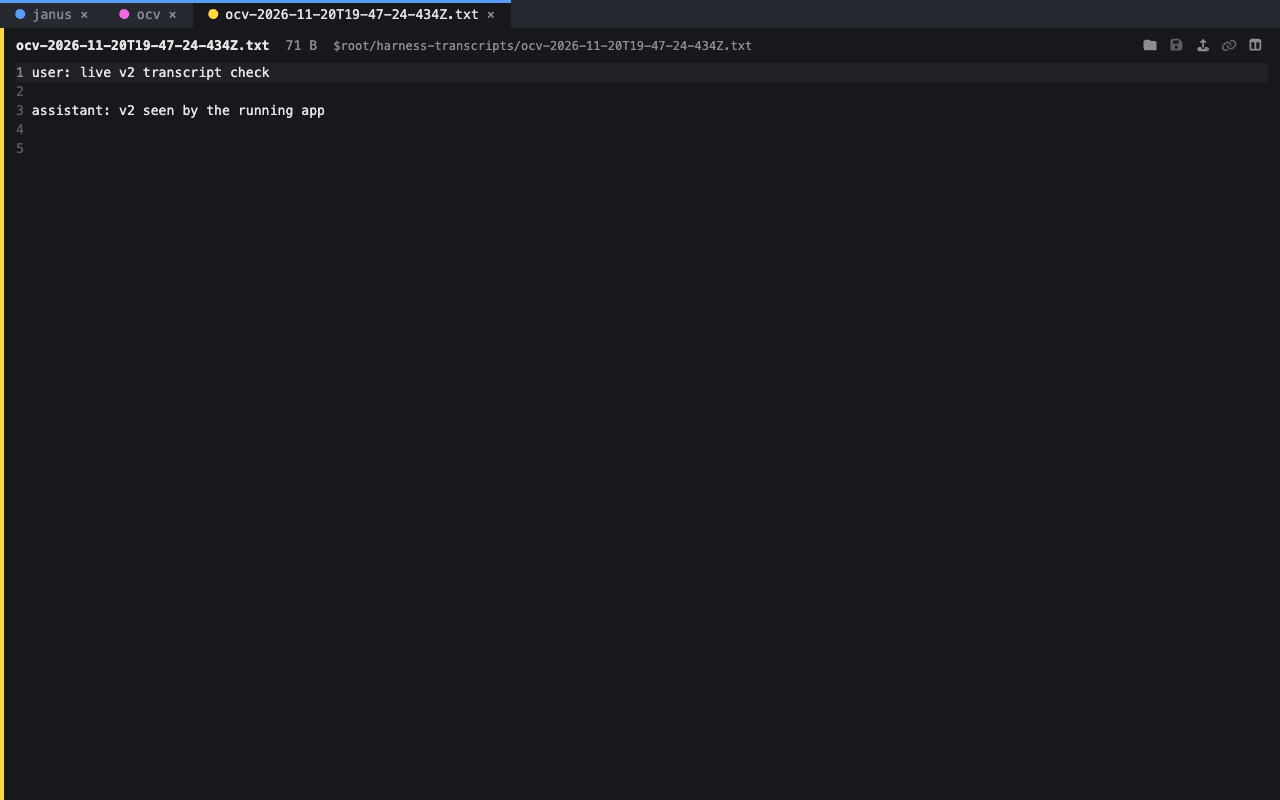 janus × ocv × ocv-2026-11-20T19-47-24-434Z.txt ×
ocv-2026-11-20T19-47-24-434Z.txt 71 B $root/harness-transcripts/ocv-2026-11-20T19-47-24-434Z.txt
1 user: live v2 transcript check
2
3 assistant: v2 seen by the running app
4
5